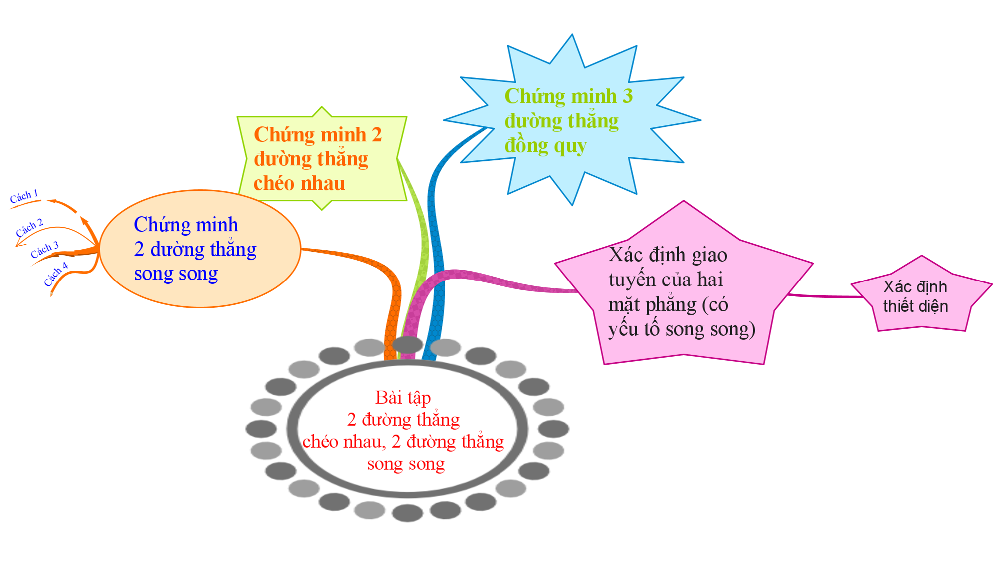 Chứng minh 3
đường thẳng
đồng quy
Chứng minh 2
đường thẳng
chéo nhau
Cách 1
Cách 2
Cách 3
Cách 4
Chứng minh
2 đường thẳng
song song
Xác định giao
tuyến của hai
mặt phẳng (có
yếu tố song song)
Xác định
thiết diện
Bài tập
2 đường thẳng
chéo nhau, 2 đường thẳng
song song